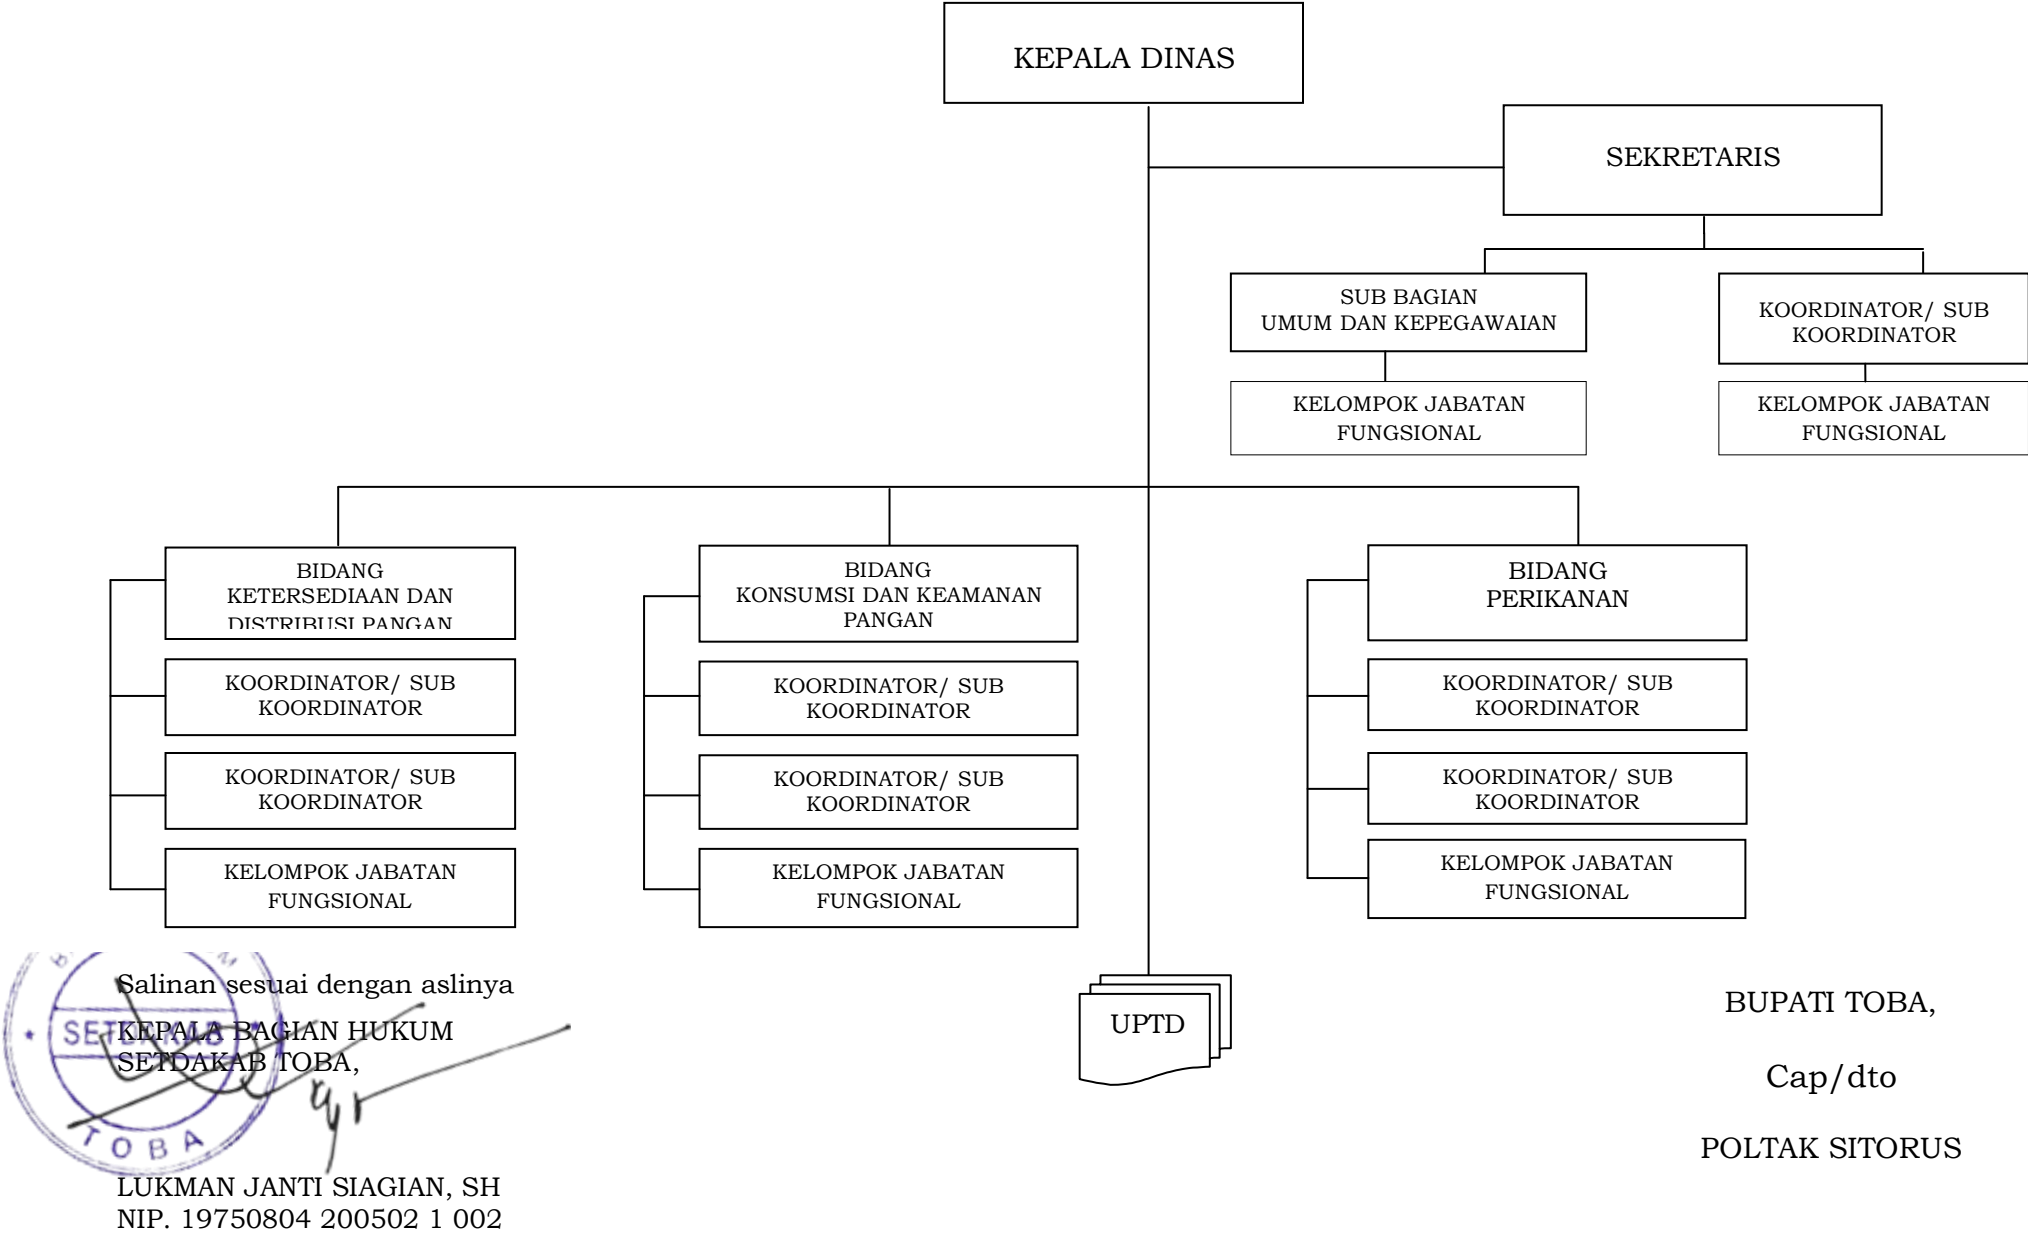 KEPALA DINAS
SEKRETARIS
SUB BAGIAN
UMUM DAN KEPEGAWAIAN
KOORDINATOR/ SUB
KOORDINATOR
KELOMPOK JABATAN
FUNGSIONAL
KELOMPOK JABATAN
FUNGSIONAL
BIDANG
KETERSEDIAAN DAN
DISTRIBUSI PANGAN
KOORDINATOR/ SUB
KOORDINATOR
KOORDINATOR/ SUB
KOORDINATOR
KELOMPOK JABATAN
FUNGSIONAL
BIDANG
KONSUMSI DAN KEAMANAN
PANGAN
KOORDINATOR/ SUB
KOORDINATOR
KOORDINATOR/ SUB
KOORDINATOR
KELOMPOK JABATAN
FUNGSIONAL
BIDANG
PERIKANAN
KOORDINATOR/ SUB
KOORDINATOR
KOORDINATOR/ SUB
KOORDINATOR
KELOMPOK JABATAN
FUNGSIONAL
UPTD
Salinan sesuai dengan aslinya
KEPALA BAGIAN HUKUM
SETDAKAB TOBA,
SETDAKAB
TOBA
LUKMAN JANTI SIAGIAN, SH
NIP. 19750804 200502 1 002
BUPATI TOBA,
Cap/dto
POLTAK SITORUS